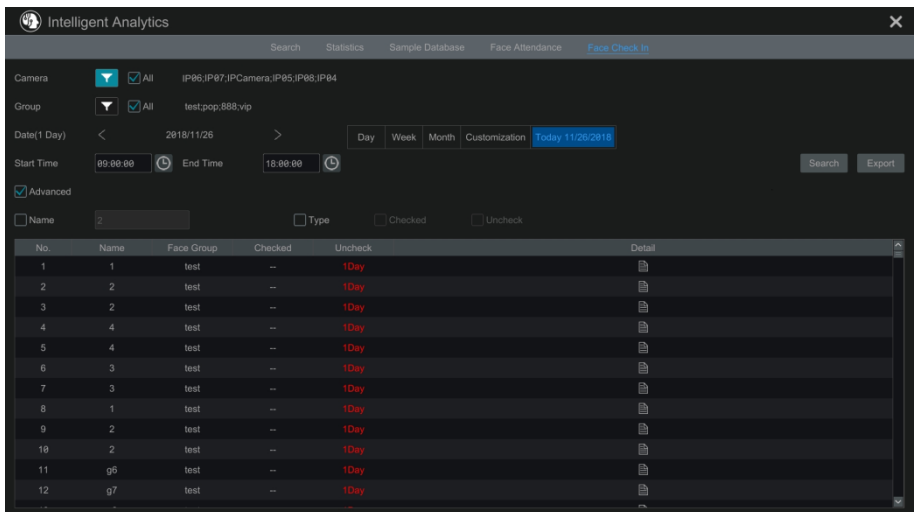 Intelligent Analytics
Search Statistics Sample Database Face Attendance Face Check In
Camera All IP06;IP07;IPCamera;IP05;IP08;IP04
Group All test;pop;888;vip
Date(1 Day) < 2018/11/26 > Day Week Month Customization Today 11/26/2018
Start Time 09:00:00 End Time 18:00:00 Search Export
Advanced
Name 2 Type Checked Uncheck
No. Name Face Group Checked Uncheck Detail
1 1 test -- 1Day
2 2 test -- 1Day
3 2 test -- 1Day
4 4 test -- 1Day
5 4 test -- 1Day
6 3 test -- 1Day
7 3 test -- 1Day
8 1 test -- 1Day
9 2 test -- 1Day
10 2 test -- 1Day
11 g6 test -- 1Day
12 g7 test -- 1Day